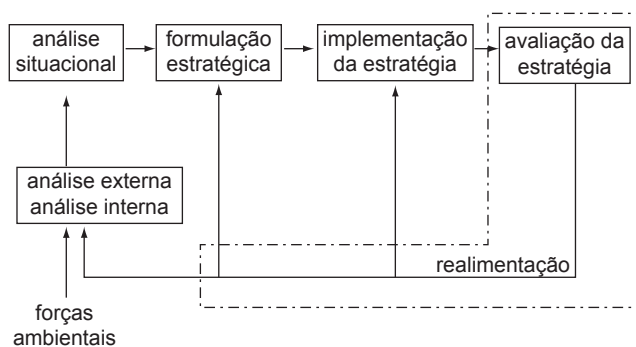 análise
situacional
formulação
estratégica
implementação
da estratégia
avaliação da
estratégia
análise externa
análise interna
realimentação
forças
ambientais